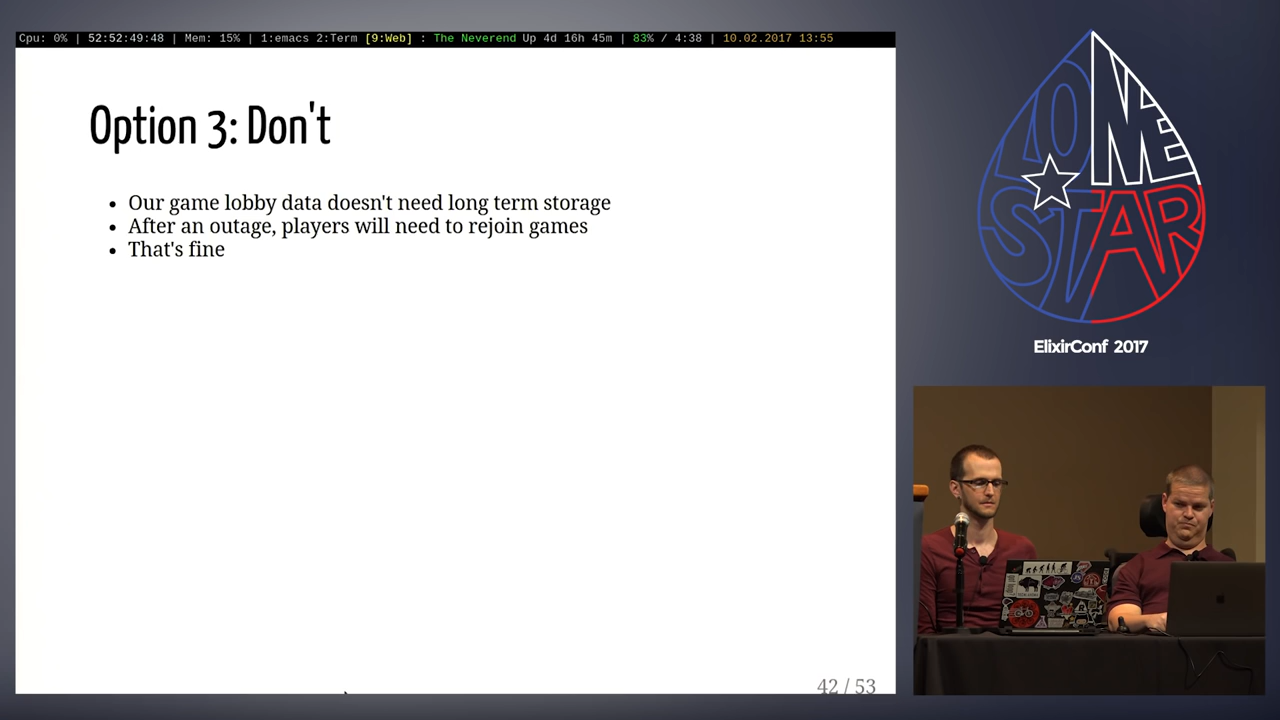 Cpu: 0% | 52:52:49:48 | Mem: 15% | 1:emacs 2:Term [9:Web] : The Neverend Up 4d 16h 45m | 83% / 4:38 | 10.02.2017 13:55
Option 3: Don't
• Our game lobby data doesn't need long term storage
• After an outage, players will need to rejoin games
• That's fine
42 / 53
LONE
STAR
ElixirConf 2017